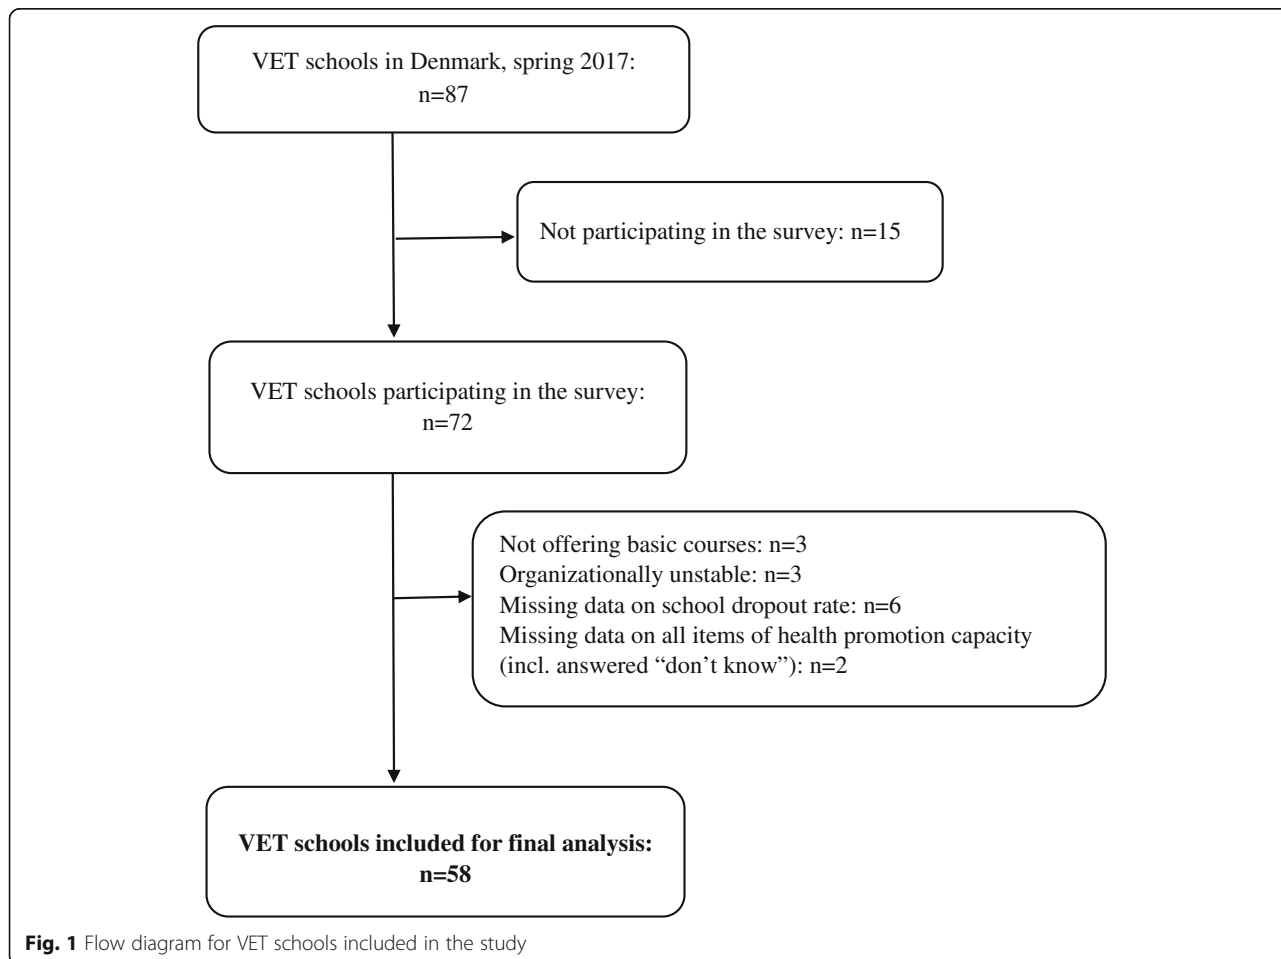 VET schools in Denmark, spring 2017:
n=87
Not participating in the survey: n=15
VET schools participating in the survey:
n=72
Not offering basic courses: n=3
Organizationally unstable: n=3
Missing data on school dropout rate: n=6
Missing data on all items of health promotion capacity
(incl. answered “don’t know”): n=2
VET schools included for final analysis:
n=58
Fig. 1 Flow diagram for VET schools included in the study